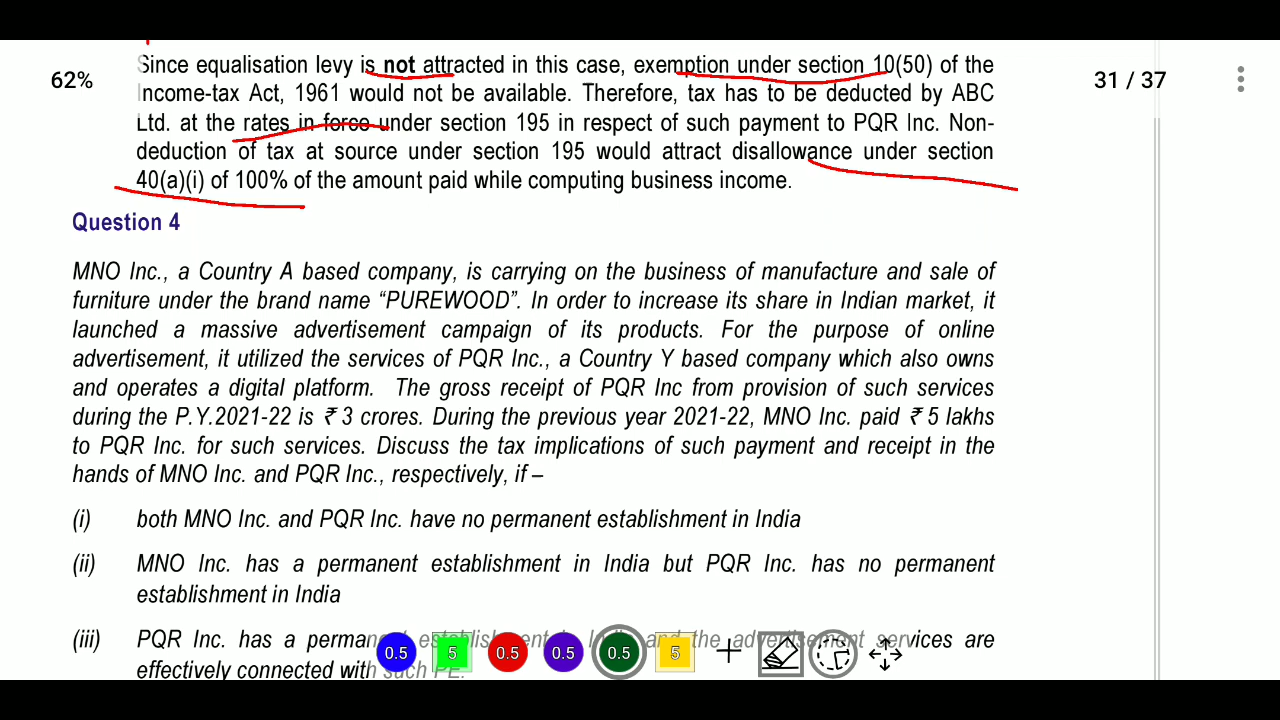 Since equalisation levy is not attracted in this case, exemption under section 10(50) of the
62%
31 / 37
Income-tax Act, 1961 would not be available. Therefore, tax has to be deducted by ABC
Ltd. at the rates in force under section 195 in respect of such payment to PQR Inc. Non-
deduction of tax at source under section 195 would attract disallowance under section
40(a)(i) of 100% of the amount paid while computing business income.
Question 4
MNO Inc., a Country A based company, is carrying on the business of manufacture and sale of
furniture under the brand name “PUREWOOD”. In order to increase its share in Indian market, it
launched a massive advertisement campaign of its products. For the purpose of online
advertisement, it utilized the services of PQR Inc., a Country Y based company which also owns
and operates a digital platform. The gross receipt of PQR Inc from provision of such services
during the P.Y.2021-22 is ₹ 3 crores. During the previous year 2021-22, MNO Inc. paid ₹ 5 lakhs
to PQR Inc. for such services. Discuss the tax implications of such payment and receipt in the
hands of MNO Inc. and PQR Inc., respectively, if –
(i) both MNO Inc. and PQR Inc. have no permanent establishment in India
(ii) MNO Inc. has a permanent establishment in India but PQR Inc. has no permanent
establishment in India
(iii) PQR Inc. has a permanent establishment in India and the advertisement services are
effectively connected with such PE.
0.5 5 0.5 0.5 0.5 5